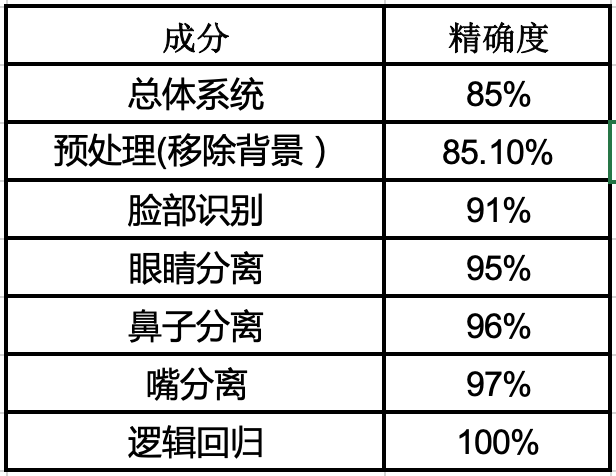 成分 精确度
总体系统 85%
预处理(移除背景） 85.10%
脸部识别 91%
眼睛分离 95%
鼻子分离 96%
嘴分离 97%
逻辑回归 100%